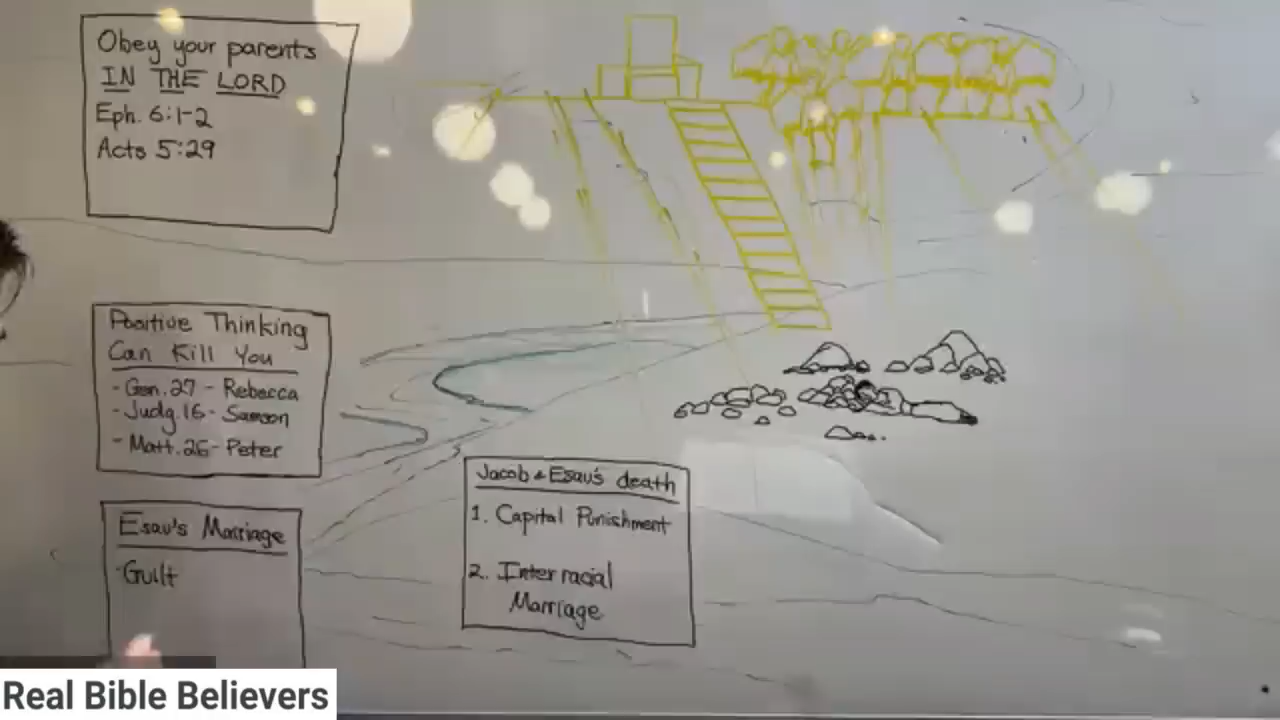 Obey your parents
IN THE LORD
Eph. 6:1-2
Acts 5:29
Positive Thinking
Can Kill You
- Gen. 27 - Rebecca
- Judg. 16 - Samson
- Matt. 26 - Peter
Esau's Marriage
- Guilt
Jacob & Esau's death
1. Capital Punishment
2. Interracial
Marriage
Real Bible Believers